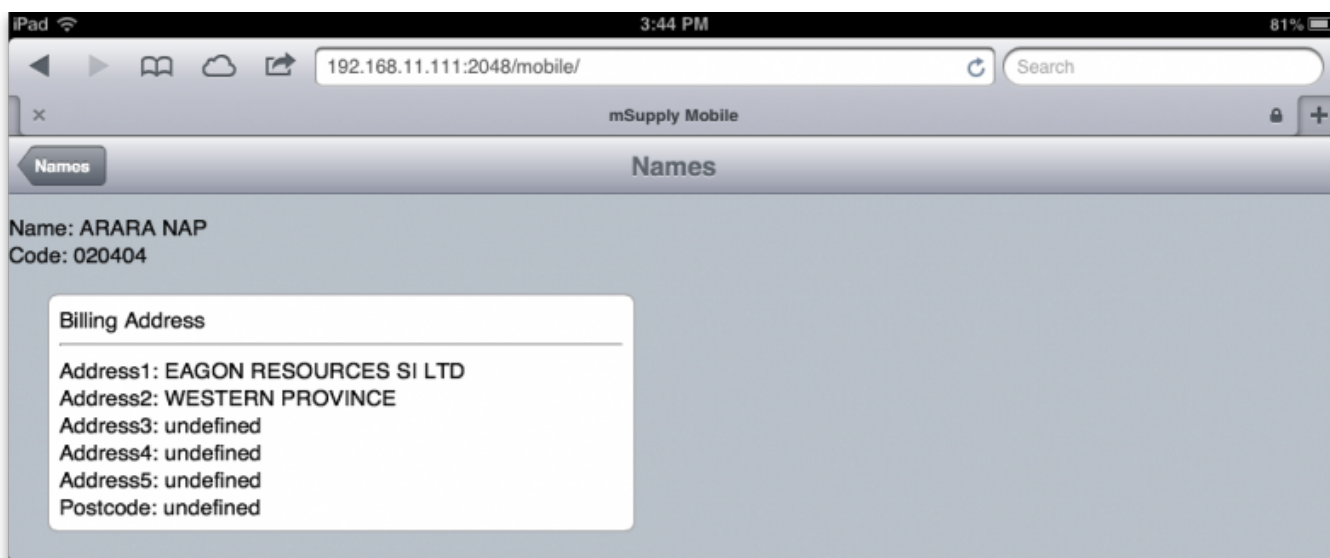 iPad
3:44 PM
81%
192.168.11.111:2048/mobile/
Search
mSupply Mobile
Names
Names
Name: ARARA NAP
Code: 020404
Billing Address
Address1: EAGON RESOURCES SI LTD
Address2: WESTERN PROVINCE
Address3: undefined
Address4: undefined
Address5: undefined
Postcode: undefined